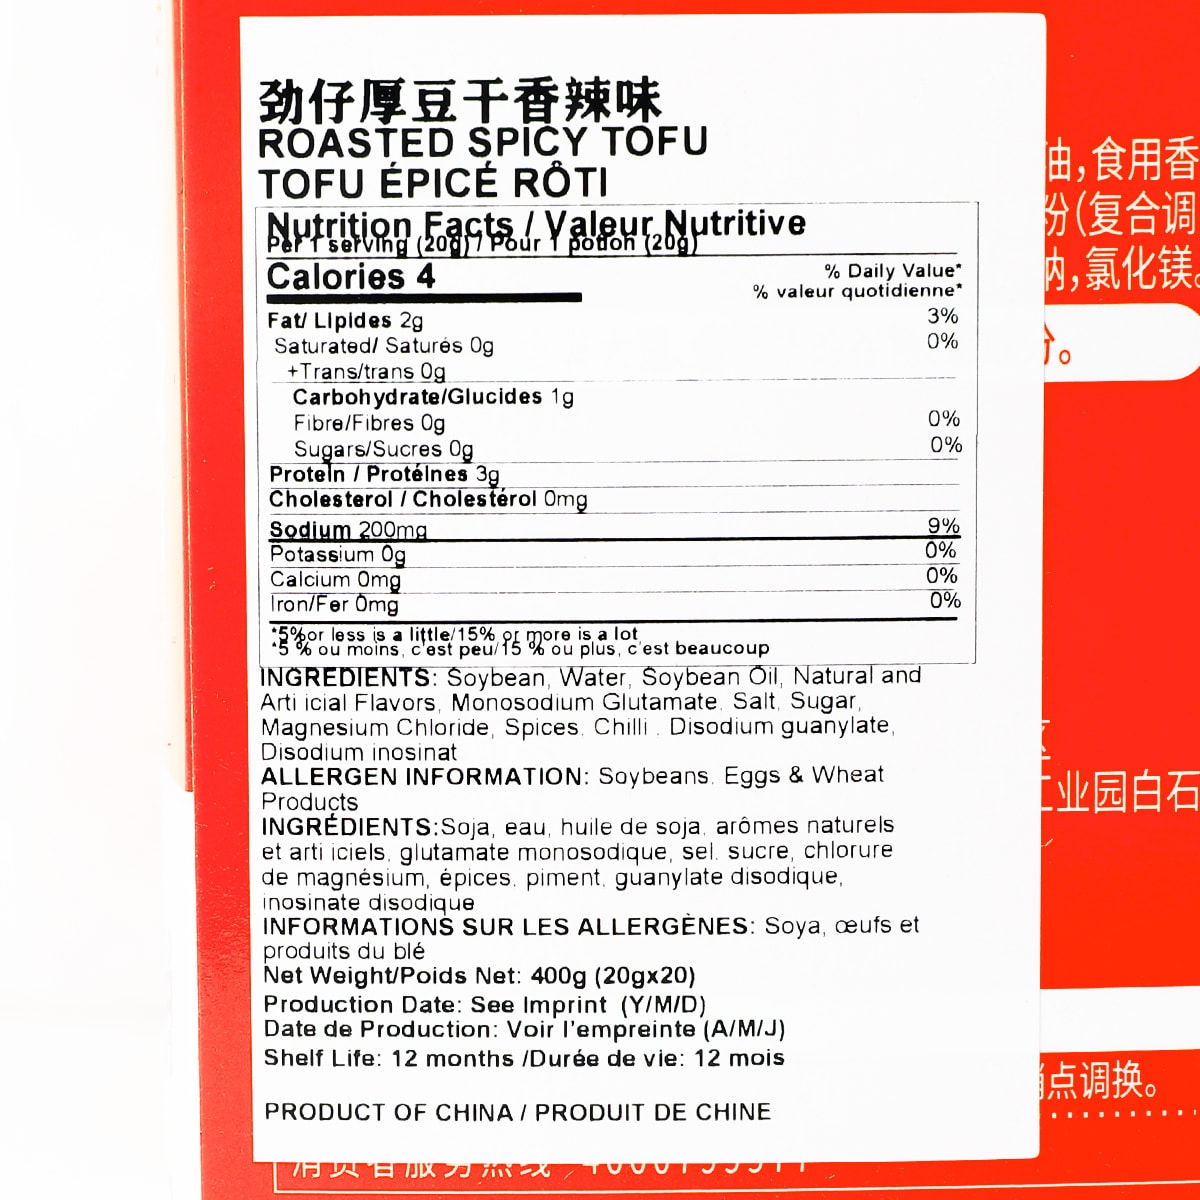 劲仔厚豆干香辣味
ROASTED SPICY TOFU
TOFU ÉPICÉ RÔTI
Nutrition Facts / Valeur Nutritive
Per 1 serving (20g) / Pour 1 potion (20g)
Calories 4
% Daily Value*
% valeur quotidienne*
Fat/ Lipides 2g 3%
Saturated/ Saturés 0g 0%
+Trans/trans 0g
Carbohydrate/Glucides 1g
Fibre/Fibres 0g 0%
Sugars/Sucres 0g 0%
Protein / Protéines 3g
Cholesterol / Cholestérol 0mg
Sodium 200mg 9%
Potassium 0g 0%
Calcium 0mg 0%
Iron/Fer 0mg 0%
*5%or less is a little/15% or more is a lot
*5 % ou moins, c'est peu/15 % ou plus, c'est beaucoup
INGREDIENTS: Soybean, Water, Soybean Oil, Natural and
Arti icial Flavors, Monosodium Glutamate, Salt, Sugar,
Magnesium Chloride, Spices, Chilli , Disodium guanylate,
Disodium inosinat
ALLERGEN INFORMATION: Soybeans, Eggs & Wheat
Products
INGRÉDIENTS:Soja, eau, huile de soja, arômes naturels
et arti iciels, glutamate monosodique, sel, sucre, chlorure
de magnésium, épices, piment, guanylate disodique,
inosinate disodique
INFORMATIONS SUR LES ALLERGÈNES: Soya, œufs et
produits du blé
Net Weight/Poids Net: 400g (20gx20)
Production Date: See Imprint (Y/M/D)
Date de Production: Voir l'empreinte (A/M/J)
Shelf Life: 12 months /Durée de vie: 12 mois
PRODUCT OF CHINA / PRODUIT DE CHINE
油,食用香
粉(复合调
钠,氯化镁。
份。
区
工业园白石
点调换。
消费者服务热线